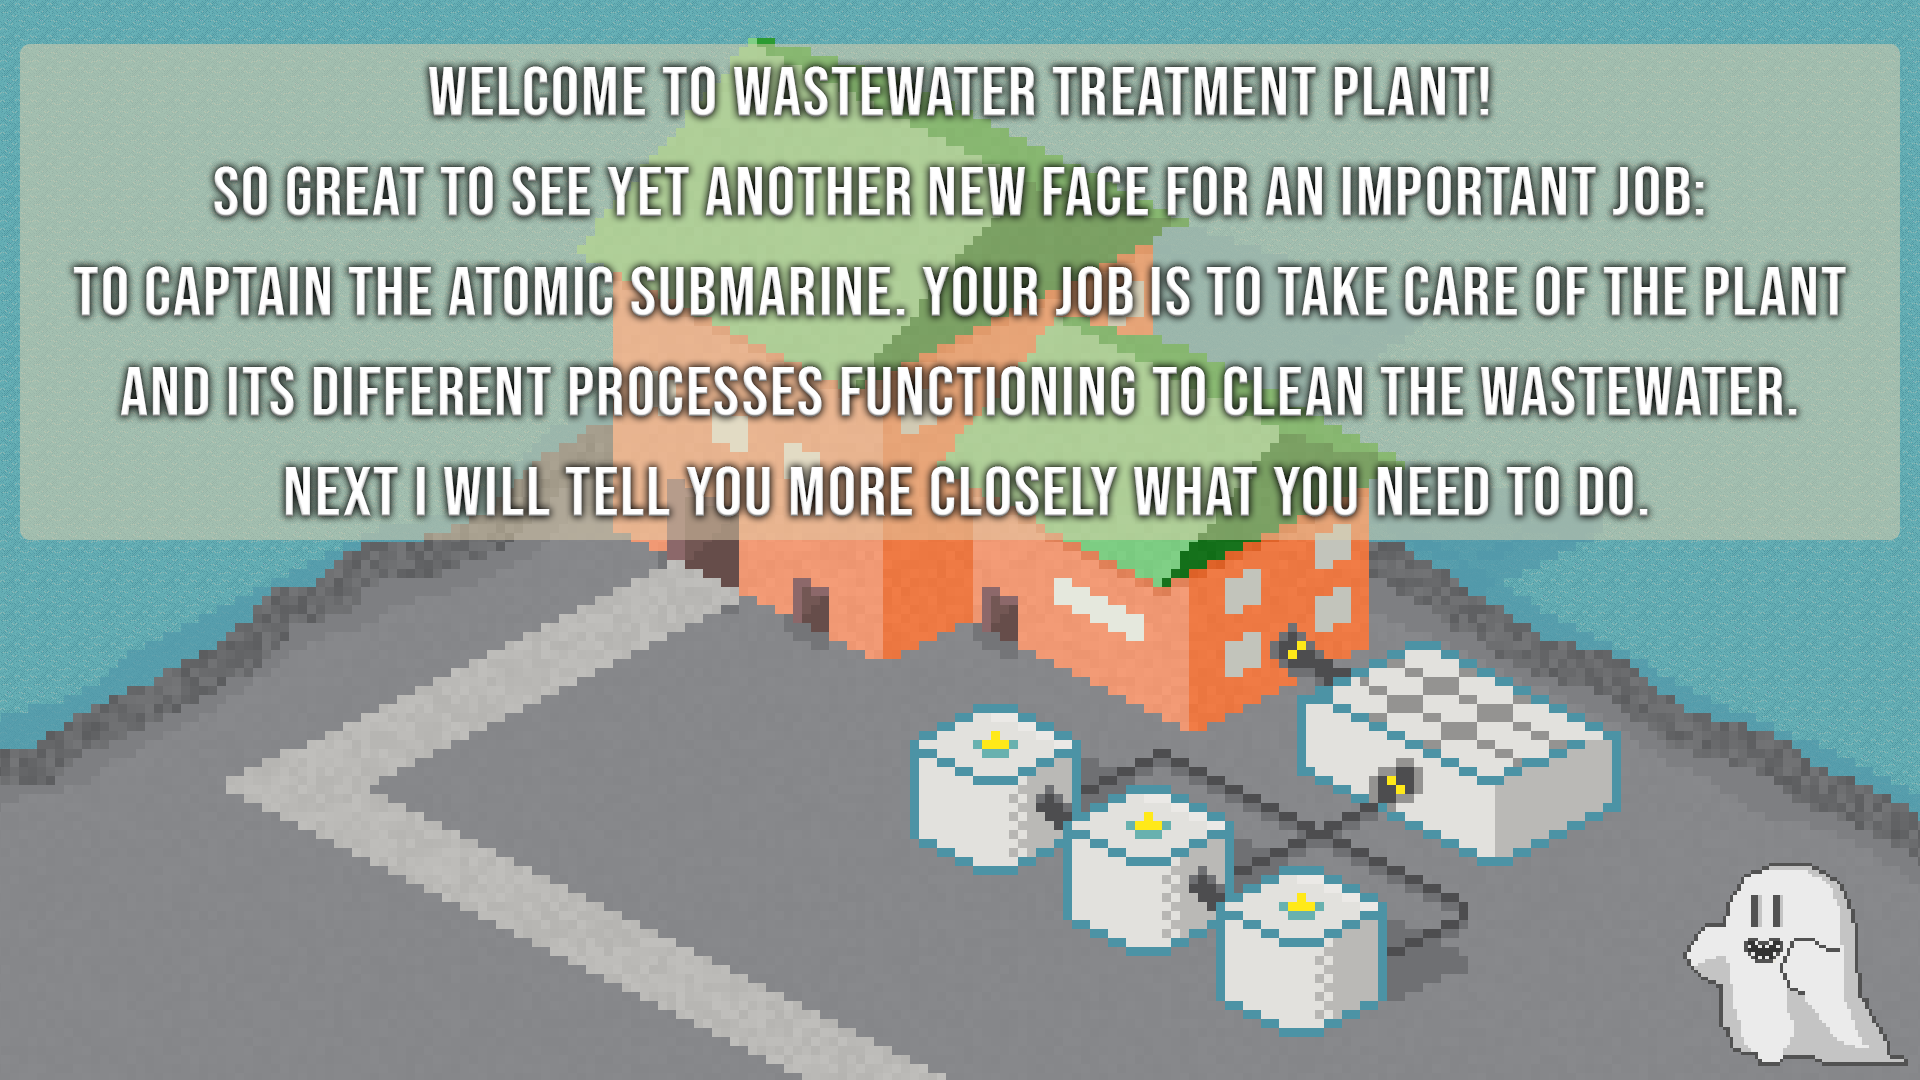 WELCOME TO WASTEWATER TREATMENT PLANT!
SO GREAT TO SEE YET ANOTHER NEW FACE FOR AN IMPORTANT JOB:
TO CAPTAIN THE ATOMIC SUBMARINE. YOUR JOB IS TO TAKE CARE OF THE PLANT
AND ITS DIFFERENT PROCESSES FUNCTIONING TO CLEAN THE WASTEWATER.
NEXT I WILL TELL YOU MORE CLOSELY WHAT YOU NEED TO DO.